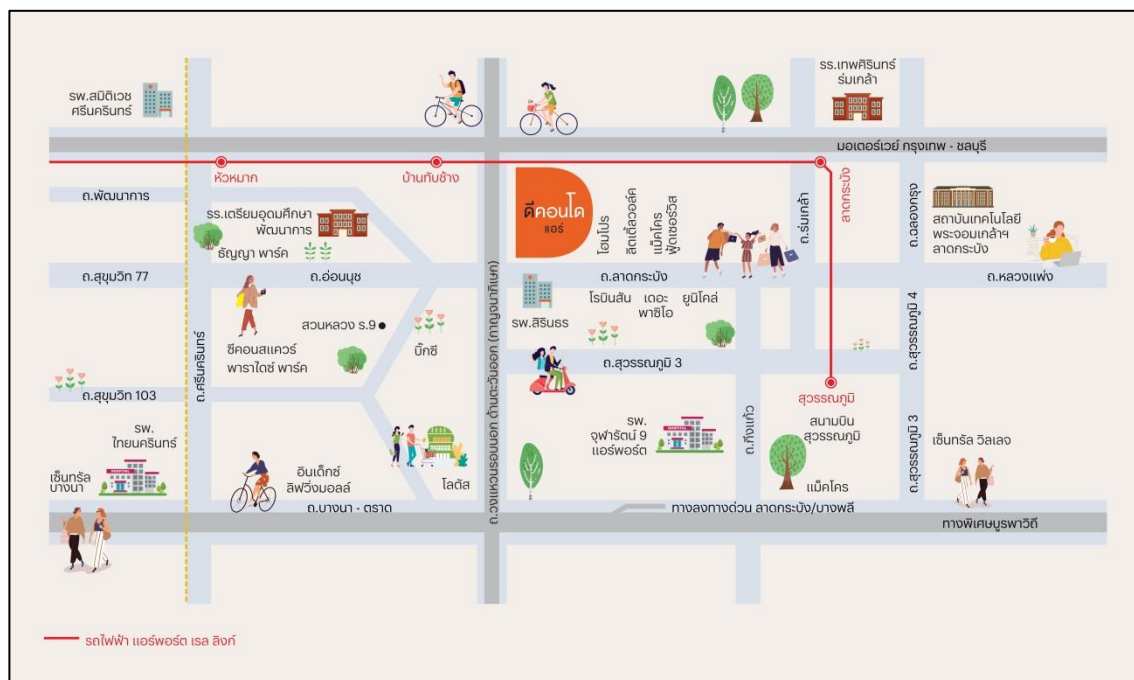 รพ.สมิติเวช
ศรีนครินทร์
รร.เทพศิรินทร์
ร่มเกล้า
มอเตอร์เวย์ กรุงเทพ - ชลบุรี
หัวหมาก
บ้านทับช้าง
ลาดกระบัง
ถ.พัฒนาการ
รร.เตรียมอุดมศึกษา
พัฒนาการ
ธัญญา พาร์ค
ดีคอนโด
แอร์
โฮมโปร
ลิตเติ้ลวอล์ค
แม็คโคร
ฟู้ดเซอร์วิส
ถ.ร่มเกล้า
ถ.ฉลองกรุง
สถาบันเทคโนโลยี
พระจอมเกล้าฯ
ลาดกระบัง
ถ.สุขุมวิท 77
ถ.อ่อนนุช
ถ.ลาดกระบัง
ถ.หลวงแพ่ง
ถ.ศรีนครินทร์
สวนหลวง ร.9
ซีคอนสแควร์
พาราไดซ์ พาร์ค
บิ๊กซี
ถ.วงแหวนรอบนอก ด้านตะวันออก (กาญจนาภิเษก)
รพ.สิรินธร
โรบินสัน
เดอะ
พาซิโอ
ยูนิโคล่
ถ.สุวรรณภูมิ 3
ถ.สุวรรณภูมิ 4
ถ.สุขุมวิท 103
สุวรรณภูมิ
รพ.
ไทยนครินทร์
เซ็นทรัล
บางนา
อินเด็กซ์
ลิฟวิ่งมอลล์
โลตัส
รพ.
จุฬารัตน์ 9
แอร์พอร์ต
ถ.กิ่งแก้ว
สนามบิน
สุวรรณภูมิ
แม็คโคร
ถ.สุวรรณภูมิ 3
เซ็นทรัล วิลเลจ
ถ.บางนา - ตราด
ทางลงทางด่วน ลาดกระบัง/บางพลี
ทางพิเศษบูรพาวิถี
รถไฟฟ้า แอร์พอร์ต เรล ลิงก์